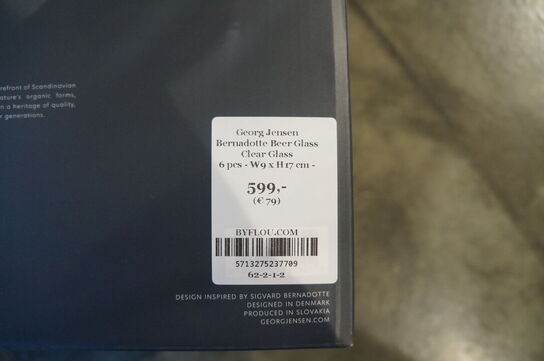 refront of Scandinavian
ature's organic forms,
n a heritage of quality,
r generations.
Georg Jensen
Bernadotte Beer Glass
Clear Glass
6 pcs - W9 x H 17 cm -
599,-
(€ 79)
BYFLOU.COM
5713275237709
62-2-1-2
DESIGN INSPIRED BY SIGVARD BERNADOTTE
DESIGNED IN DENMARK
PRODUCED IN SLOVAKIA
GEORGJENSEN.COM